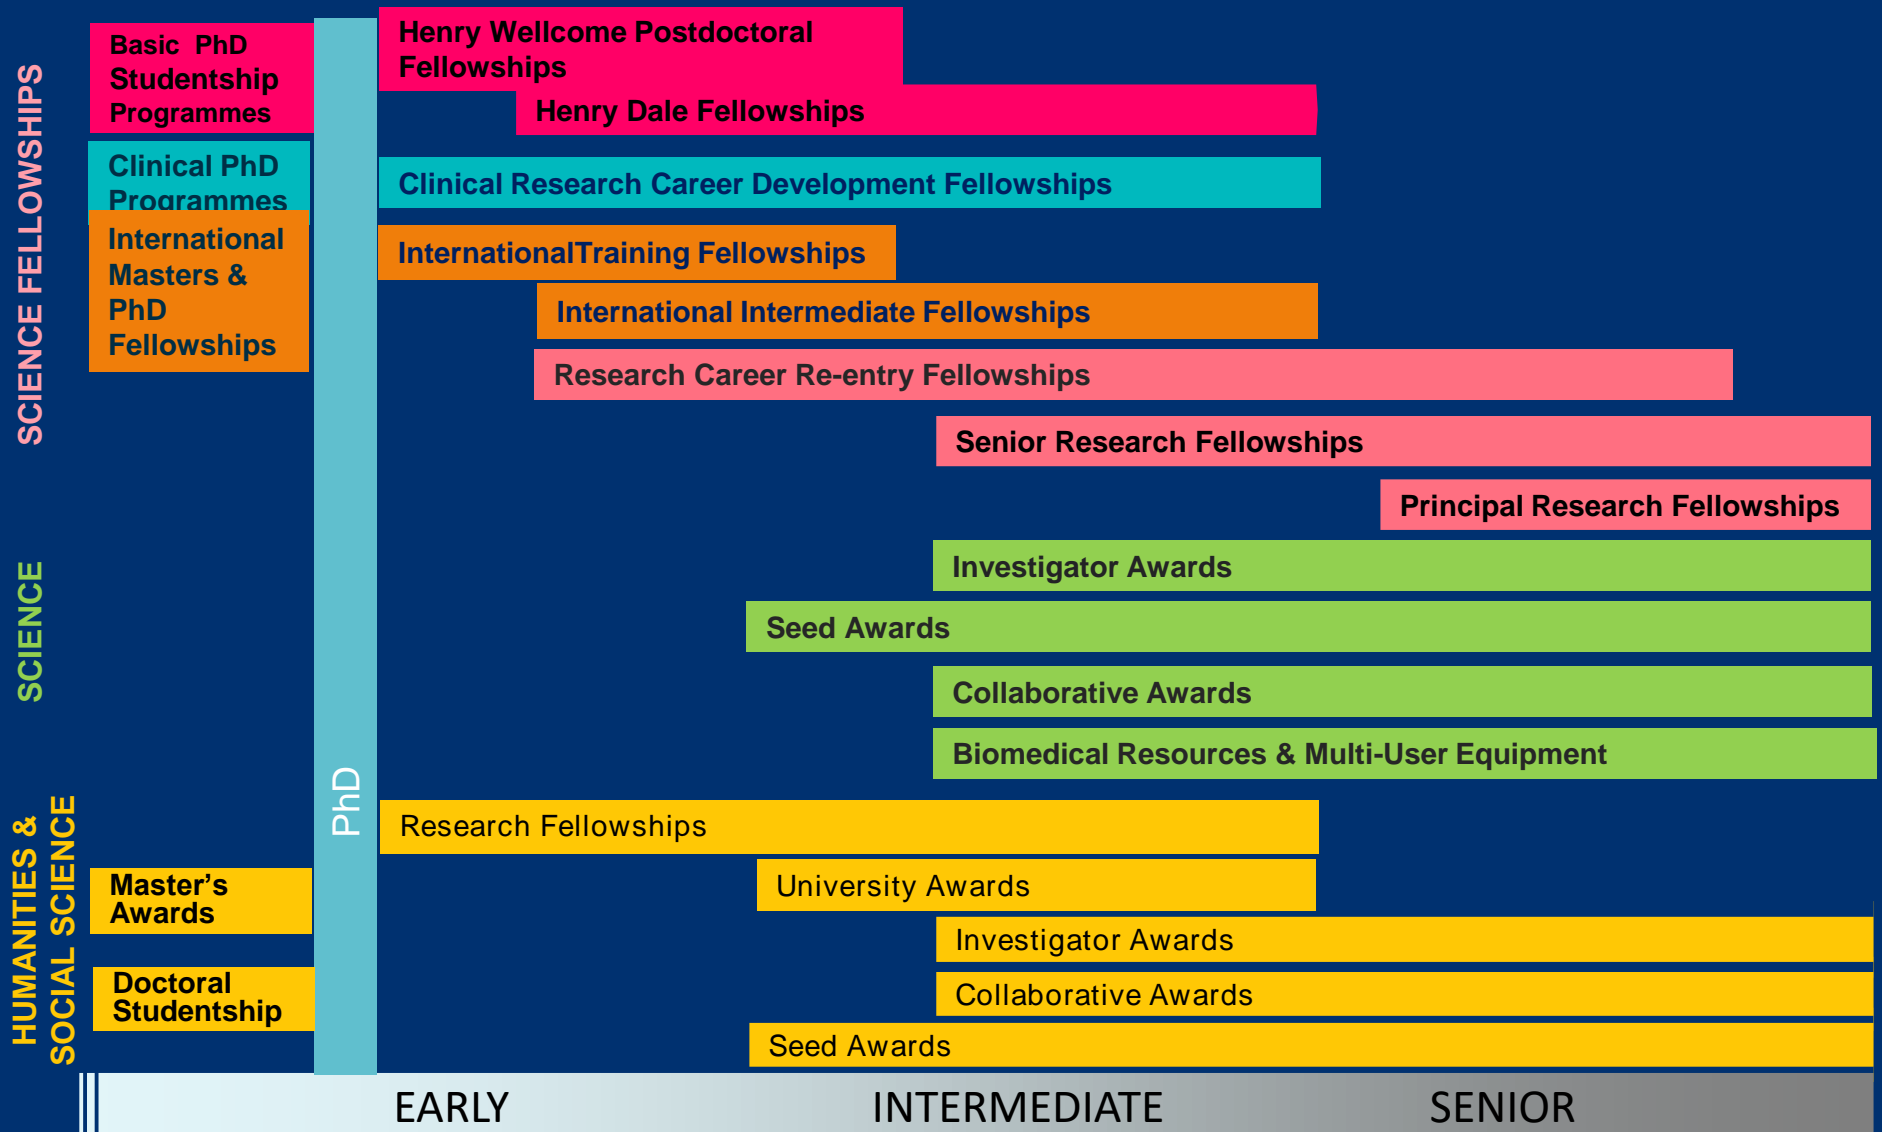 SCIENCE FELLOWSHIPS
Basic PhD
Studentship
Programmes
Henry Wellcome Postdoctoral
Fellowships
Henry Dale Fellowships
Clinical PhD
Programmes
Clinical Research Career Development Fellowships
International
Masters &
PhD
Fellowships
InternationalTraining Fellowships
International Intermediate Fellowships
Research Career Re-entry Fellowships
Senior Research Fellowships
Principal Research Fellowships
SCIENCE
Investigator Awards
Seed Awards
Collaborative Awards
Biomedical Resources & Multi-User Equipment
PhD
HUMANITIES &
SOCIAL SCIENCE
Research Fellowships
Master’s
Awards
University Awards
Investigator Awards
Doctoral
Studentship
Collaborative Awards
Seed Awards
EARLY
INTERMEDIATE
SENIOR